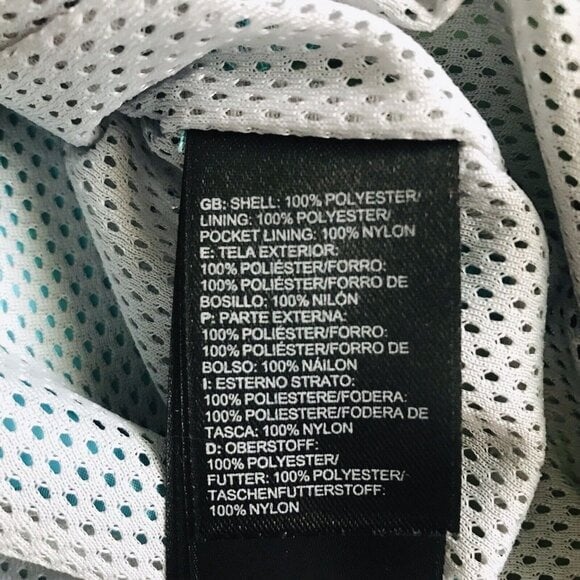 GB: SHELL: 100% POLYESTER/
LINING: 100% POLYESTER/
POCKET LINING: 100% NYLON
E: TELA EXTERIOR:
100% POLIÉSTER/FORRO:
100% POLIÉSTER/FORRO DE
BOSILLO: 100% NILÓN
P: PARTE EXTERNA:
100% POLIÉSTER/FORRO:
100% POLIÉSTER/FORRO DE
BOLSO: 100% NÁILON
I: ESTERNO STRATO:
100% POLIESTERE/FODERA:
100% POLIESTERE/FODERA DE
TASCA: 100% NYLON
D: OBERSTOFF:
100% POLYESTER/
FUTTER: 100% POLYESTER/
TASCHENFUTTERSTOFF:
100% NYLON